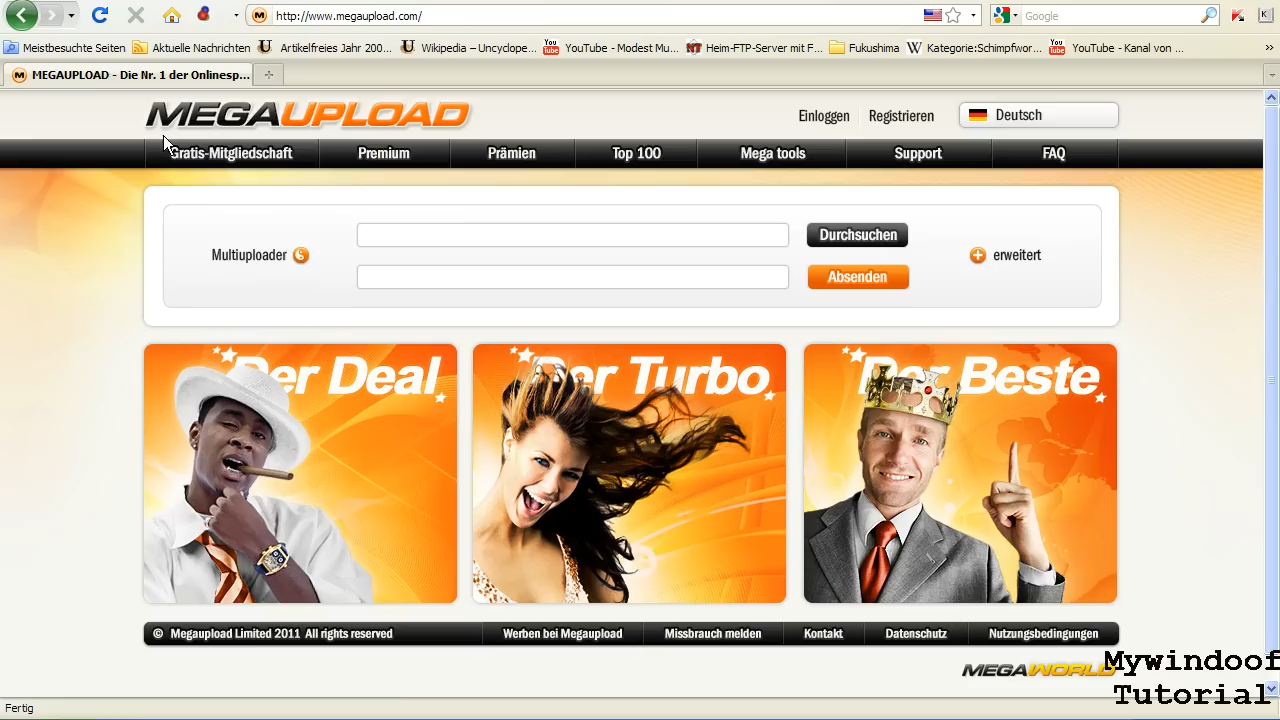 http://www.megaupload.com/
Google
Meistbesuchte Seiten
Aktuelle Nachrichten
Artikelfreies Jahr 200...
Wikipedia – Uncyclope...
YouTube - Modest Mu...
Heim-FTP-Server mit F...
Fukushima
Kategorie:Schimpfwor...
YouTube - Kanal von ...
MEGAUPLOAD - Die Nr. 1 der Onlinesp...
MEGAUPLOAD
Einloggen
Registrieren
Deutsch
Gratis-Mitgliedschaft
Premium
Prämien
Top 100
Mega tools
Support
FAQ
Multiuploader
Durchsuchen
Absenden
erweitert
Der Deal
Der Turbo
Der Beste
© Megaupload Limited 2011 All rights reserved
Werben bei Megaupload
Missbrauch melden
Kontakt
Datenschutz
Nutzungsbedingungen
MEGAWORLD
Mywindoof
Tutorial
Fertig